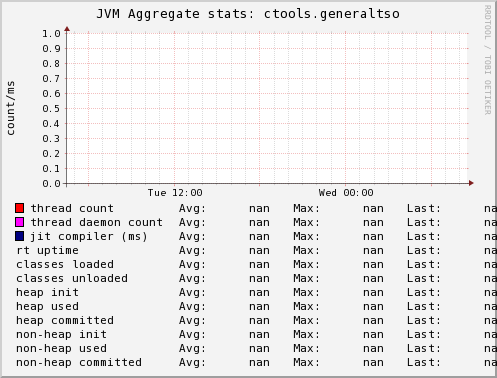 JVM Aggregate stats: ctools.generaltso
RRDTOOL / TOBI OETIKER
count/ms
1.0
0.9
0.8
0.7
0.6
0.5
0.4
0.3
0.2
0.1
0.0
Tue 12:00 Wed 00:00
thread count Avg: nan Max: nan Last: na
thread daemon count Avg: nan Max: nan Last: na
jit compiler (ms) Avg: nan Max: nan Last: na
rt uptime Avg: nan Max: nan Last: na
classes loaded Avg: nan Max: nan Last: na
classes unloaded Avg: nan Max: nan Last: na
heap init Avg: nan Max: nan Last: na
heap used Avg: nan Max: nan Last: na
heap committed Avg: nan Max: nan Last: na
non-heap init Avg: nan Max: nan Last: na
non-heap used Avg: nan Max: nan Last: na
non-heap committed Avg: nan Max: nan Last: na